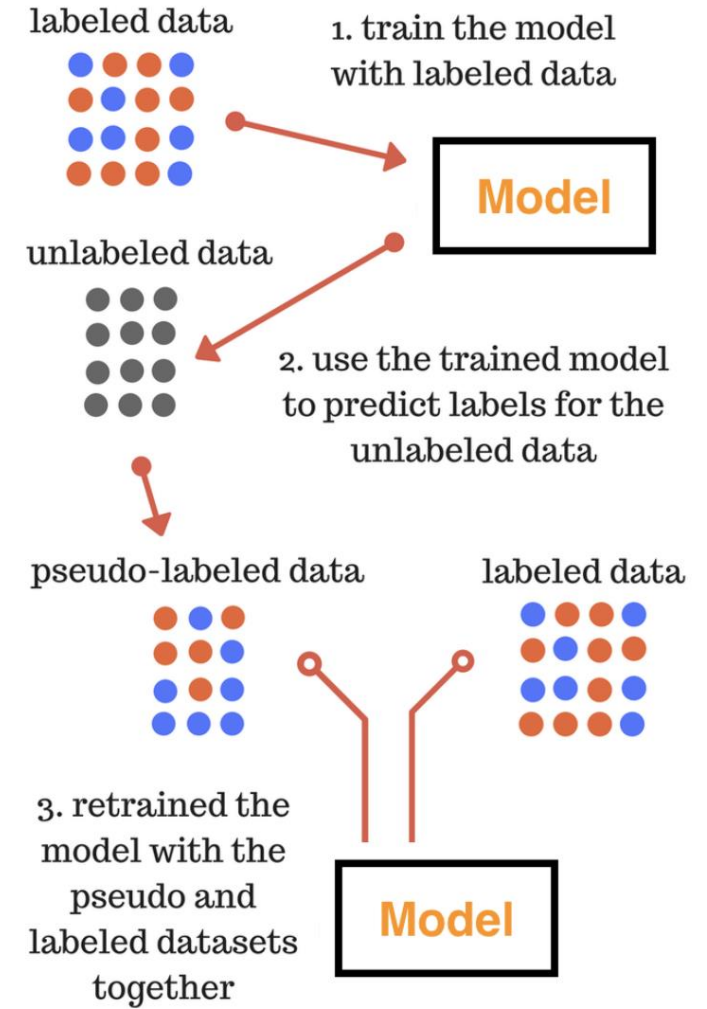 labeled data
1. train the model
with labeled data
Model
unlabeled data
2. use the trained model
to predict labels for the
unlabeled data
pseudo-labeled data
labeled data
3. retrained the
model with the
pseudo and
labeled datasets
together
Model